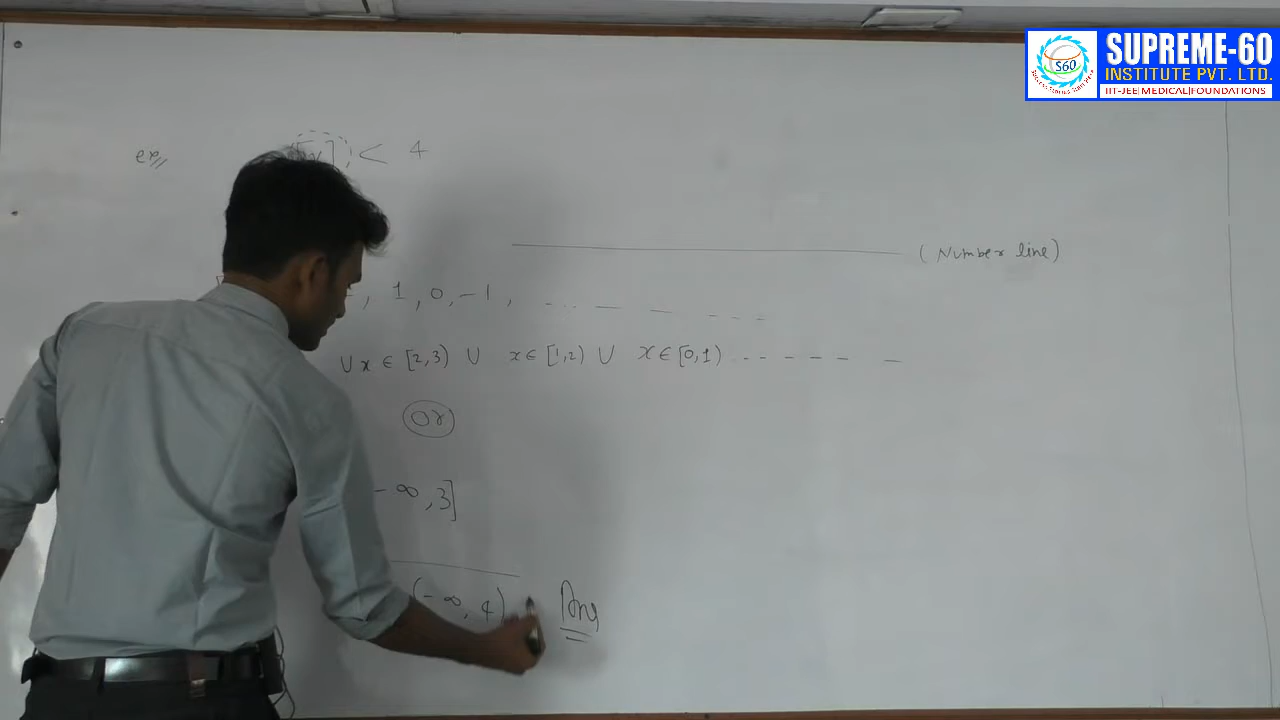 SUPREME-60
INSTITUTE PVT. LTD.
IIT-JEE|MEDICAL|FOUNDATIONS
S60
ex [x] < 4
(Number line)
, 1, 0, -1, ... — — - - -
∪ x ∈ [2,3) ∪ x ∈ [1,2) ∪ x ∈ [0,1) - - - - - - —
Or
-∞, 3]
(-∞, 4) Ans